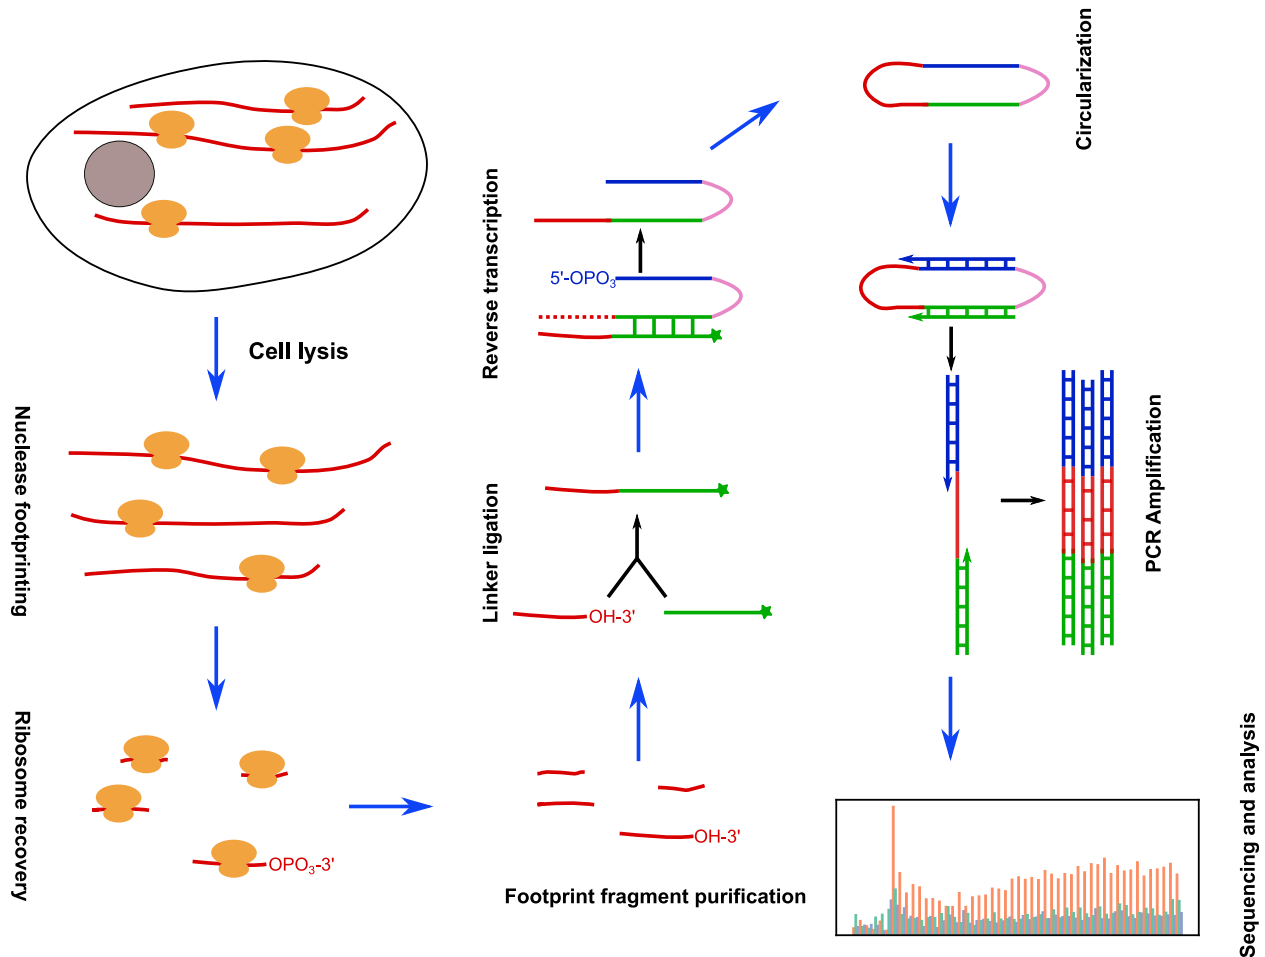 Cell lysis
Nuclease footprinting
Ribosome recovery
OPO3-3'
Footprint fragment purification
OH-3'
Linker ligation
OH-3'
Reverse transcription
5'-OPO3
Circularization
PCR Amplification
Sequencing and analysis